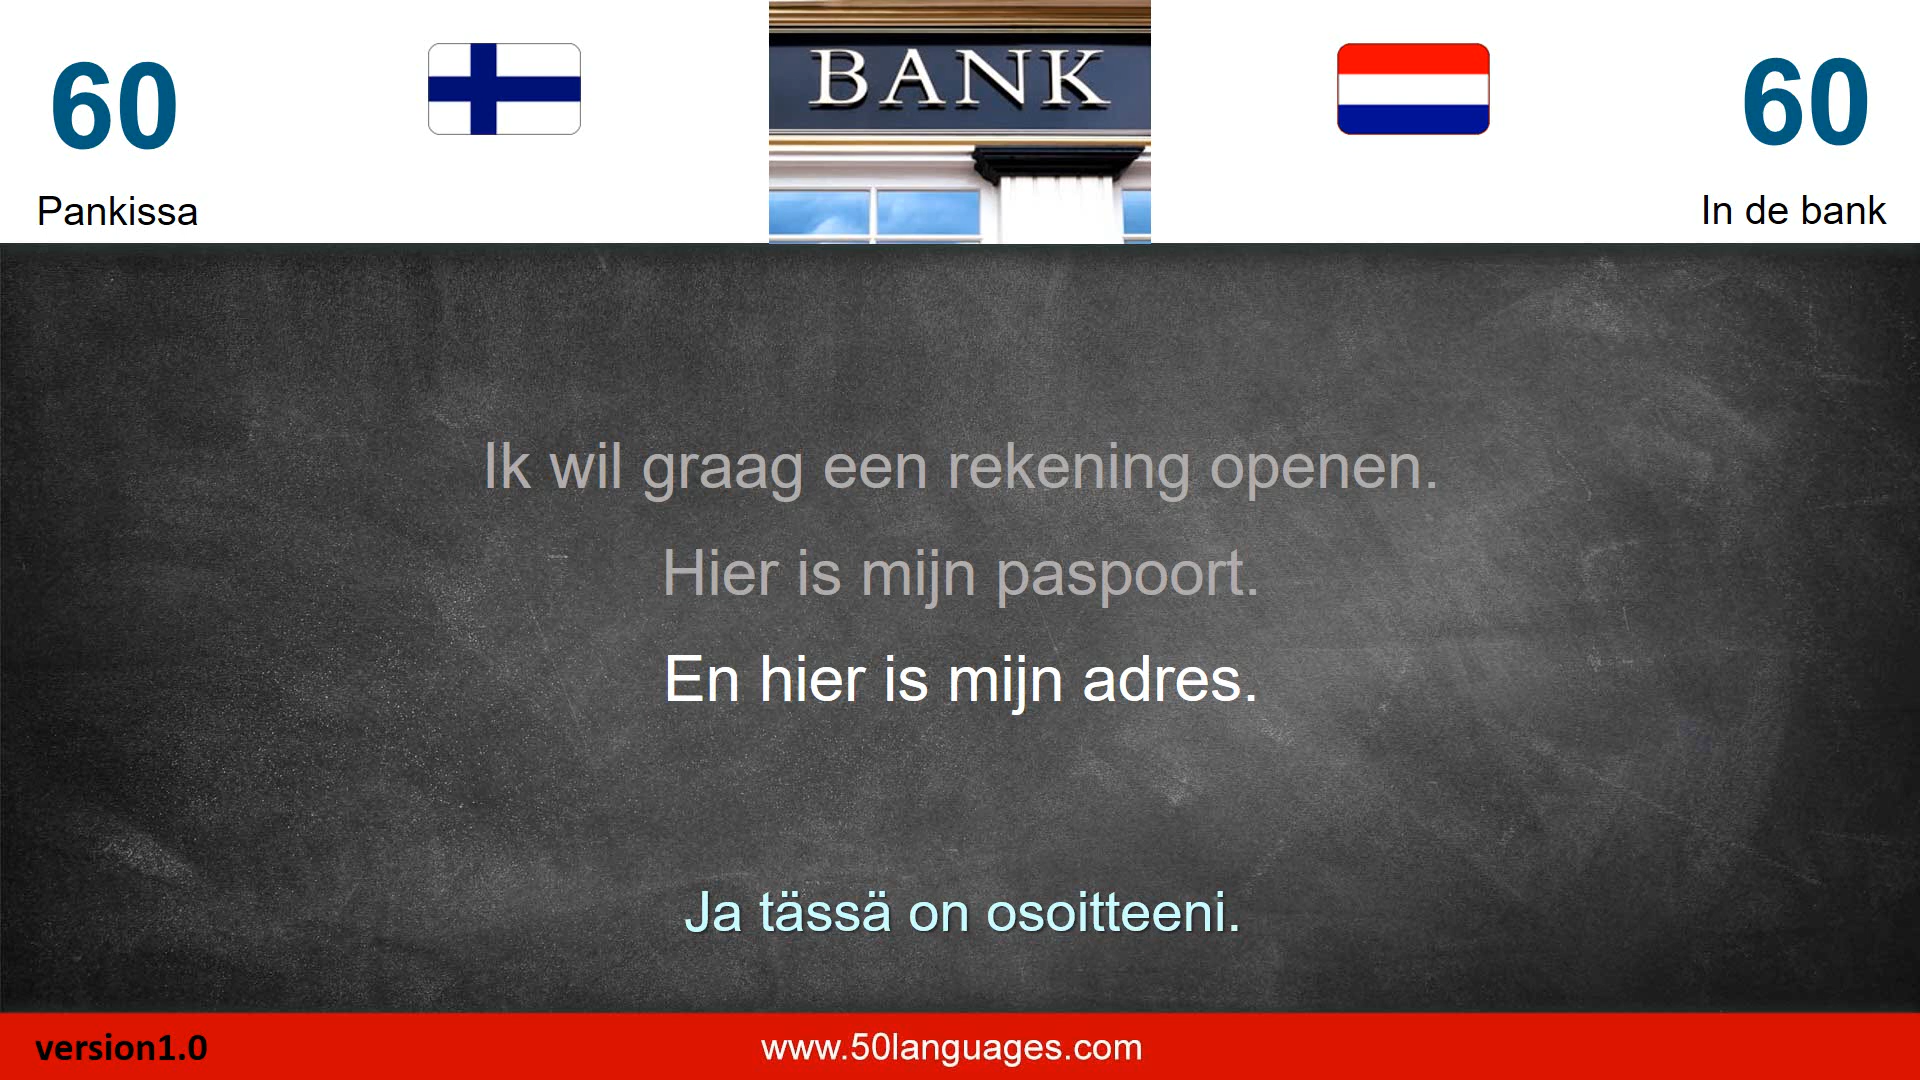 60
BANK
60
Pankissa
In de bank
Ik wil graag een rekening openen.
Hier is mijn paspoort.
En hier is mijn adres.
Ja tässä on osoitteeni.
version1.0
www.50languages.com